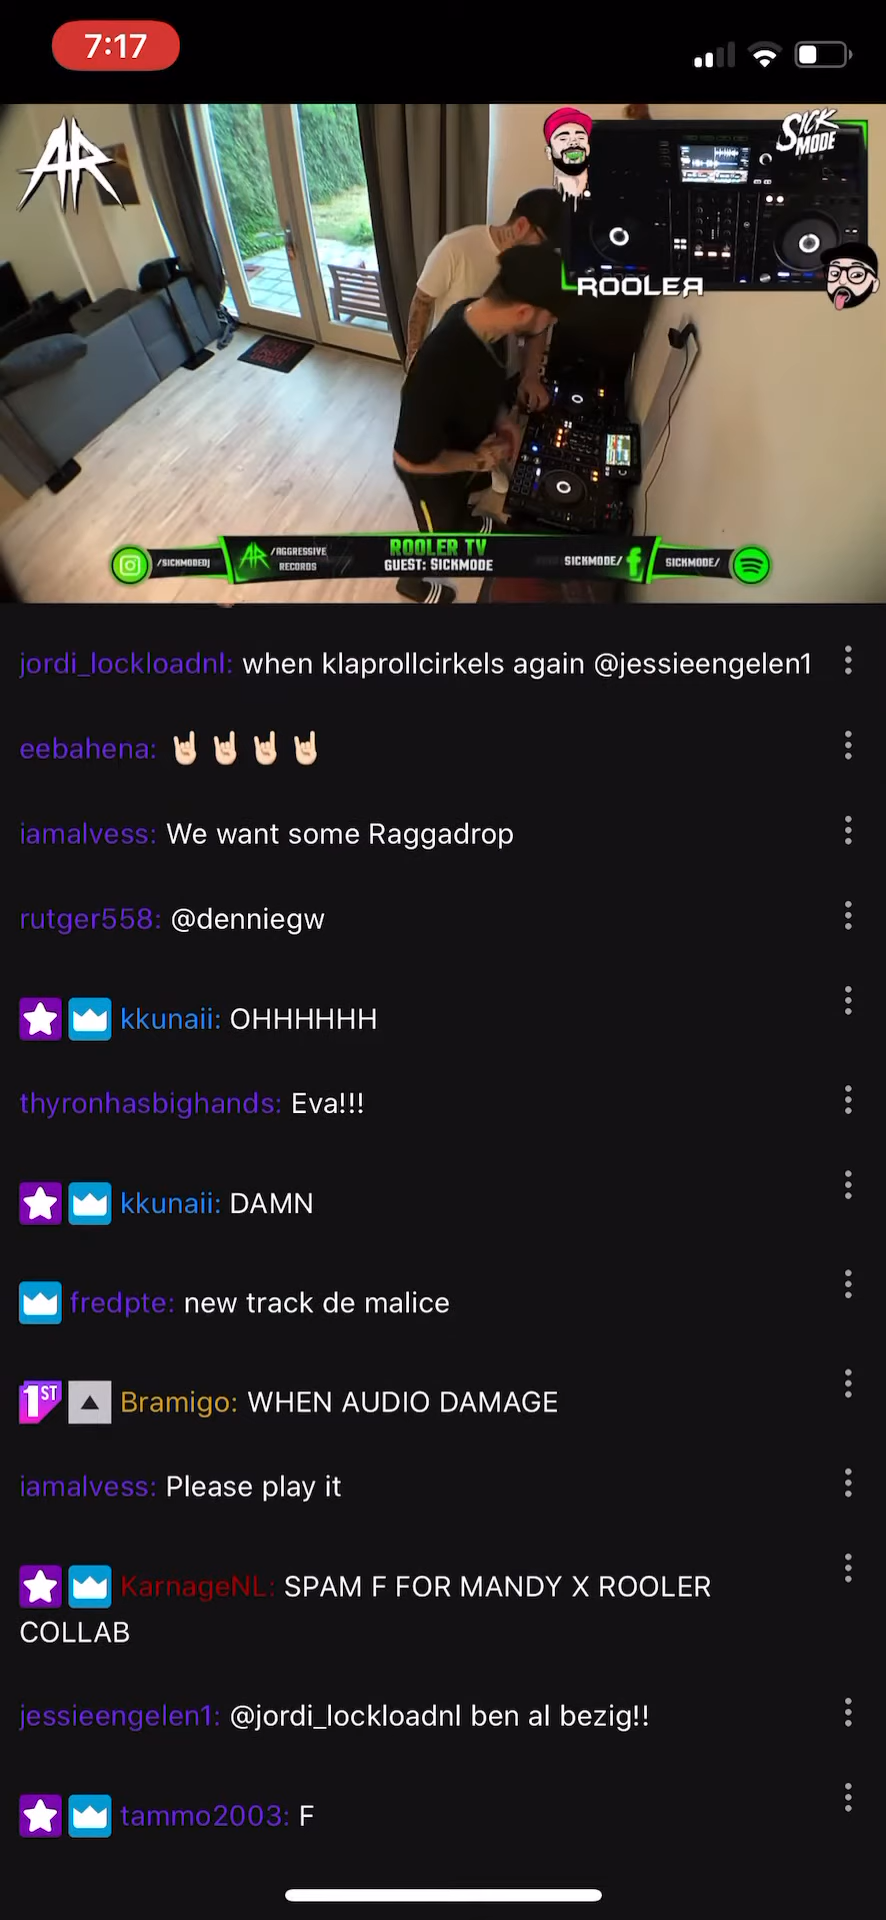 7:17
AR
SICK
MODE
ROOLER
/SICKMODEDJ
AR
/AGGRESSIVE
RECORDS
ROOLER TV
GUEST: SICKMODE
SICKMODE/
SICKMODE/
jordi_lockloadnl: when klaprollcirkels again @jessieengelen1
eebahena: 🤘🏻 🤘🏻 🤘🏻 🤘🏻
iamalvess: We want some Raggadrop
rutger558: @denniegw
kkunaii: OHHHHHH
thyronhasbighands: Eva!!!
kkunaii: DAMN
fredpte: new track de malice
1ST Bramigo: WHEN AUDIO DAMAGE
iamalvess: Please play it
KarnageNL: SPAM F FOR MANDY X ROOLER
COLLAB
jessieengelen1: @jordi_lockloadnl ben al bezig!!
tammo2003: F